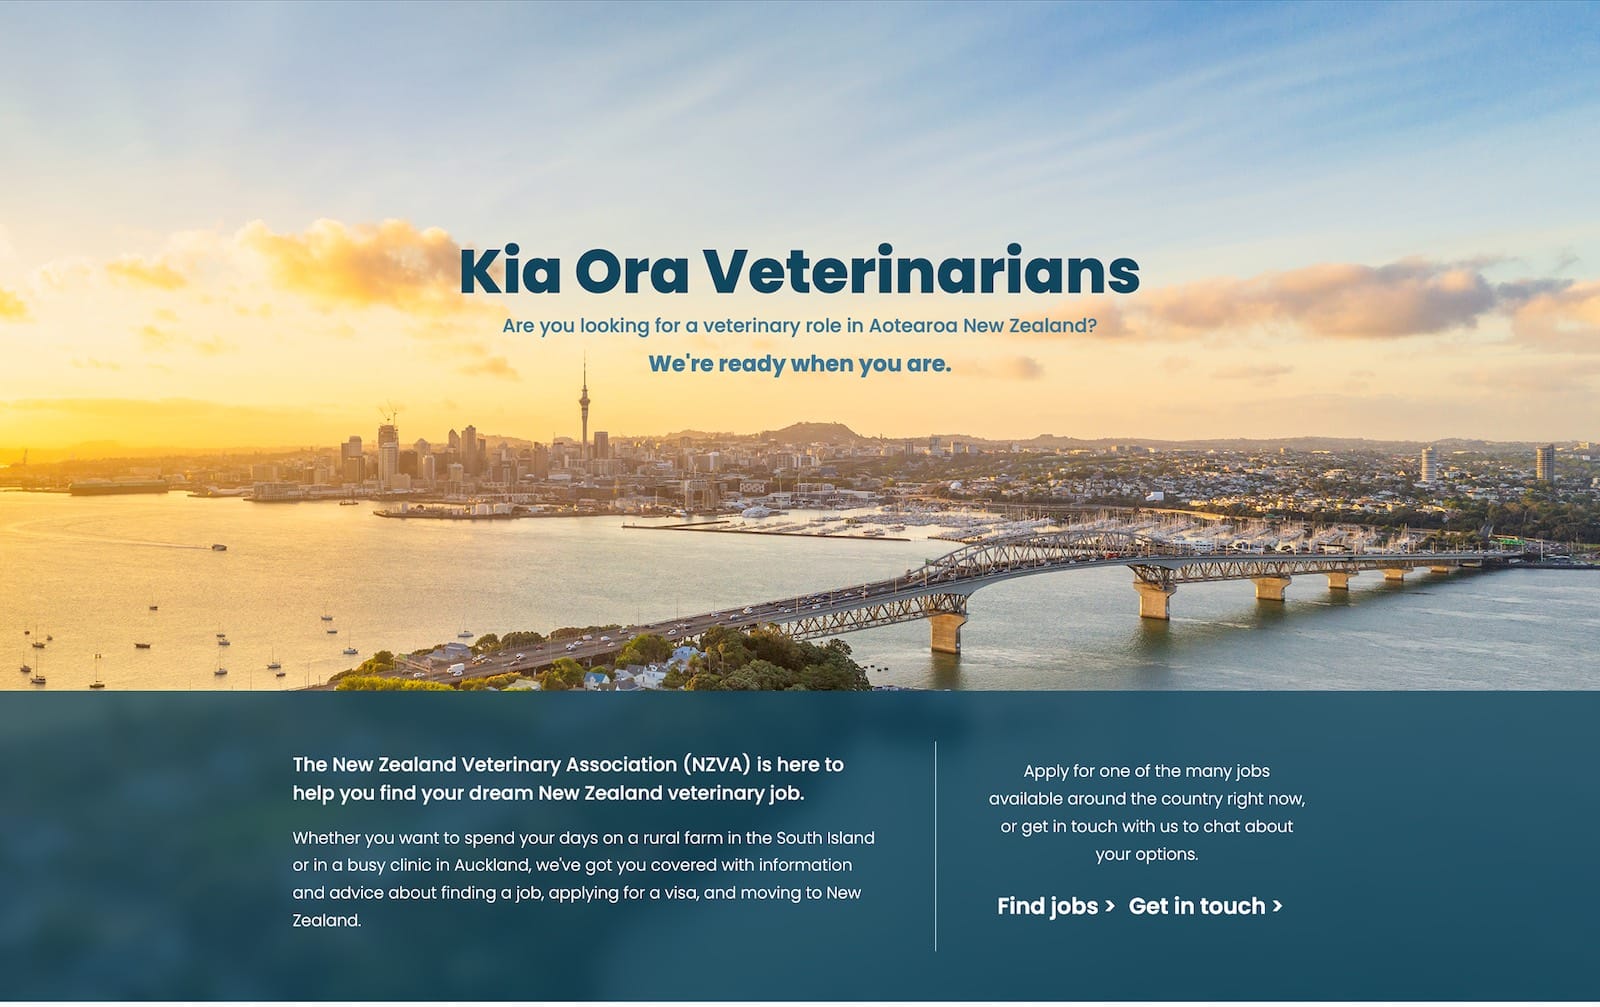 Kia Ora Veterinarians
Are you looking for a veterinary role in Aotearoa New Zealand?
We're ready when you are.
The New Zealand Veterinary Association (NZVA) is here to
help you find your dream New Zealand veterinary job.
Whether you want to spend your days on a rural farm in the South Island
or in a busy clinic in Auckland, we've got you covered with information
and advice about finding a job, applying for a visa, and moving to New
Zealand.
Apply for one of the many jobs
available around the country right now,
or get in touch with us to chat about
your options.
Find jobs > Get in touch >